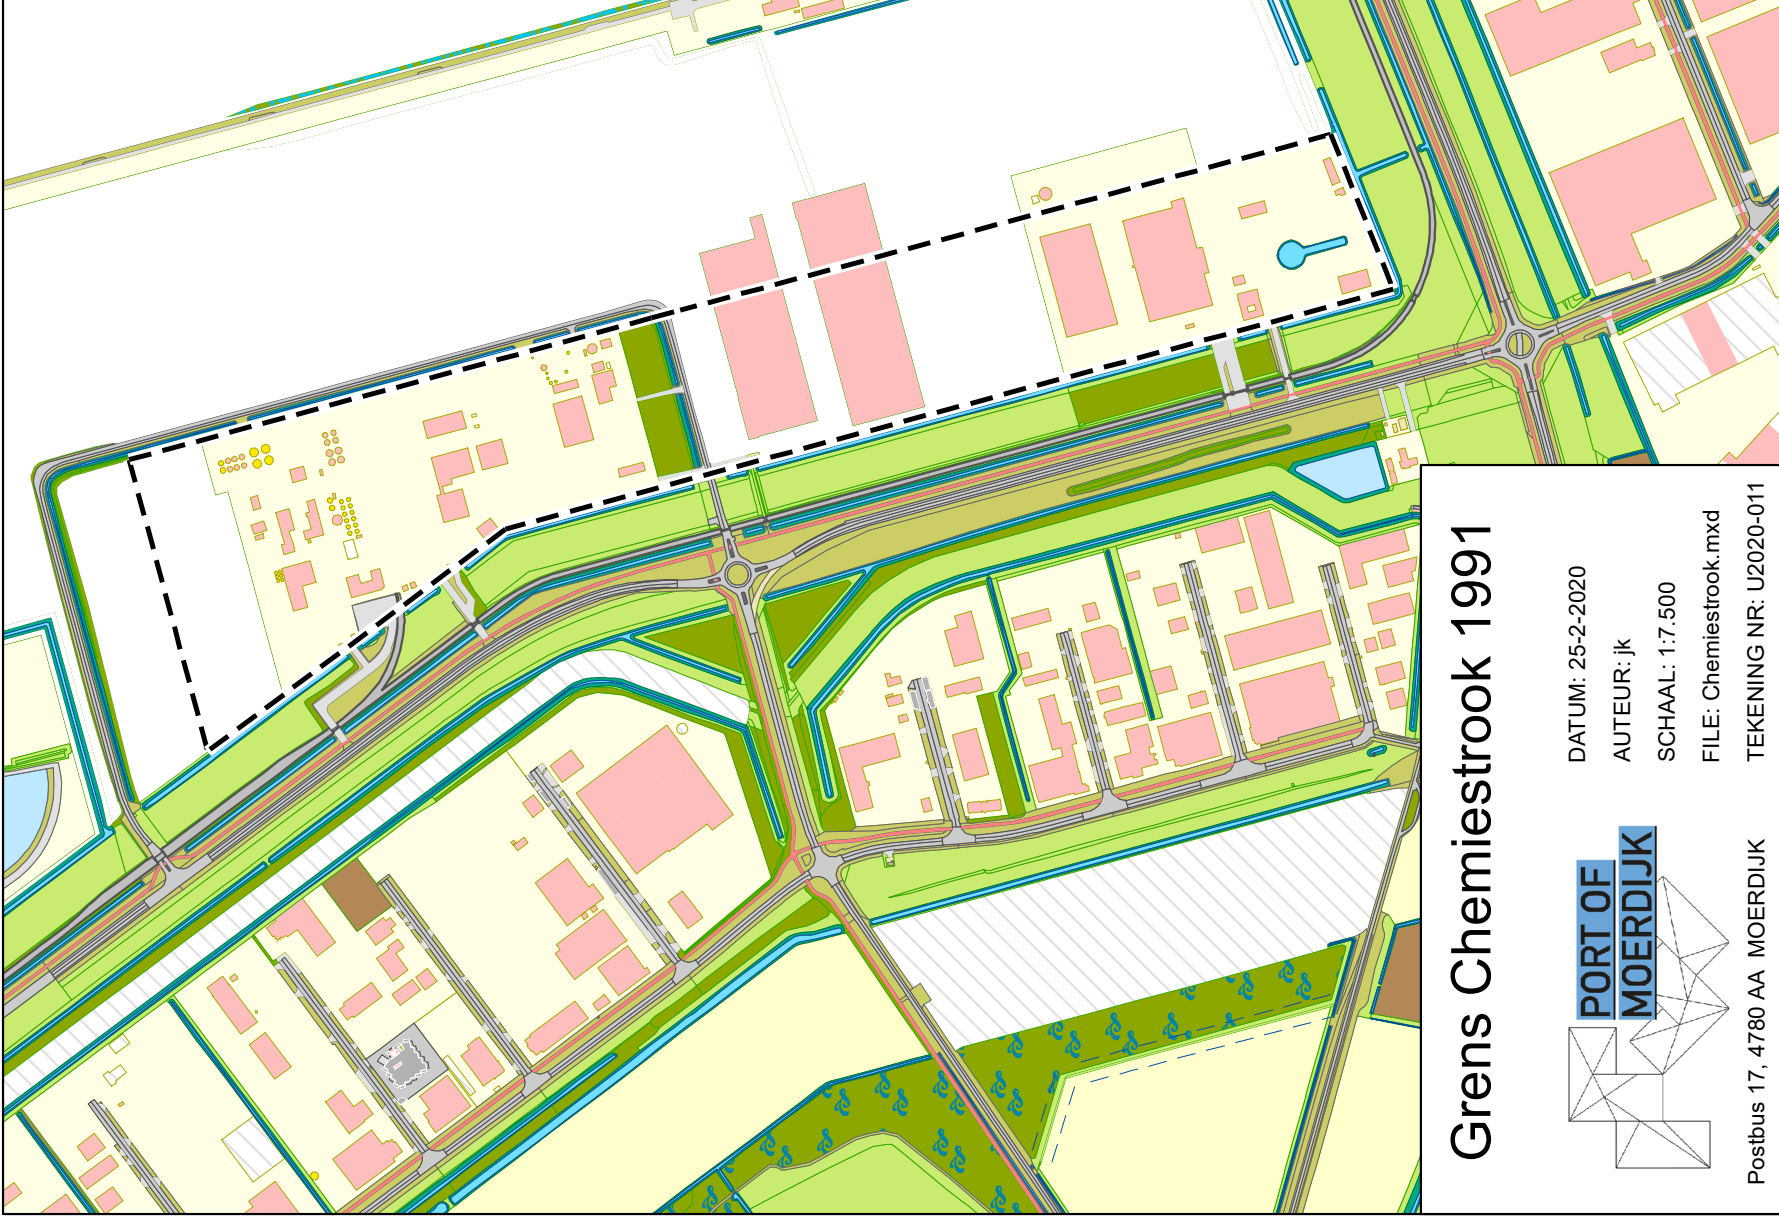 Grens Chemiestrook 1991
DATUM: 25-2-2020
AUTEUR: jk
SCHAAL: 1:7.500
FILE: Chemiestrook.mxd
TEKENING NR: U2020-011
PORT OF
MOERDIJK
Postbus 17, 4780 AA MOERDIJK